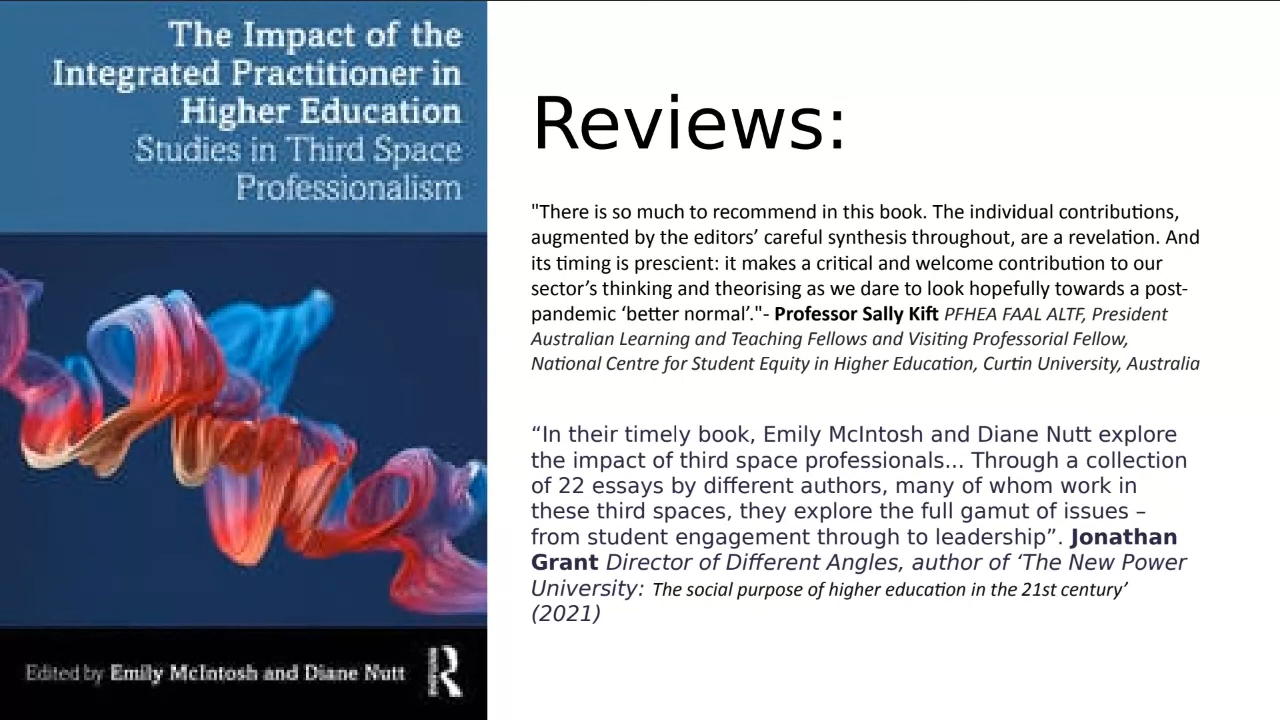 The Impact of the
Integrated Practitioner in
Higher Education
Studies in Third Space
Professionalism
Edited by Emily McIntosh and Diane Nutt
Reviews:
"There is so much to recommend in this book. The individual contributions,
augmented by the editors’ careful synthesis throughout, are a revelation. And
its timing is prescient: it makes a critical and welcome contribution to our
sector’s thinking and theorising as we dare to look hopefully towards a post-
pandemic ‘better normal’."- Professor Sally Kift PFHEA FAAL ALTF, President
Australian Learning and Teaching Fellows and Visiting Professorial Fellow,
National Centre for Student Equity in Higher Education, Curtin University, Australia
“In their timely book, Emily McIntosh and Diane Nutt explore
the impact of third space professionals... Through a collection
of 22 essays by different authors, many of whom work in
these third spaces, they explore the full gamut of issues –
from student engagement through to leadership”. Jonathan
Grant Director of Different Angles, author of ‘The New Power
University: The social purpose of higher education in the 21st century’
(2021)